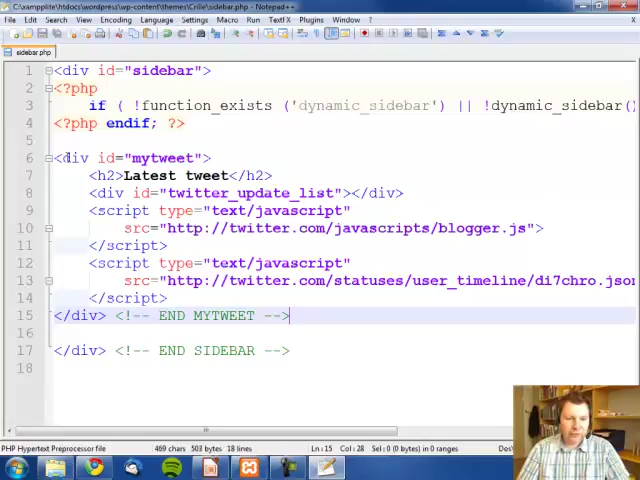 C:\xampplite\htdocs\wordpress\wp-content\themes\Crille\sidebar.php - Notepad++
File Edit Search View Encoding Language Settings Macro Run TextFX Plugins Window ?
sidebar.php
1 <div id="sidebar">
2 <?php
3 if ( !function_exists ('dynamic_sidebar') || !dynamic_sidebar()
4 <?php endif; ?>
5
6 <div id="mytweet">
7 <h2>Latest tweet</h2>
8 <div id="twitter_update_list"></div>
9 <script type="text/javascript"
10 src="http://twitter.com/javascripts/blogger.js">
11 </script>
12 <script type="text/javascript"
13 src="http://twitter.com/statuses/user_timeline/di7chro.json
14 </script>
15 </div> <!-- END MYTWEET -->
16
17 </div> <!-- END SIDEBAR -->
18
PHP Hypertext Preprocessor file 469 chars 503 bytes 18 lines Ln : 15 Col : 28 Sel : 0 (0 bytes) in 0 ranges